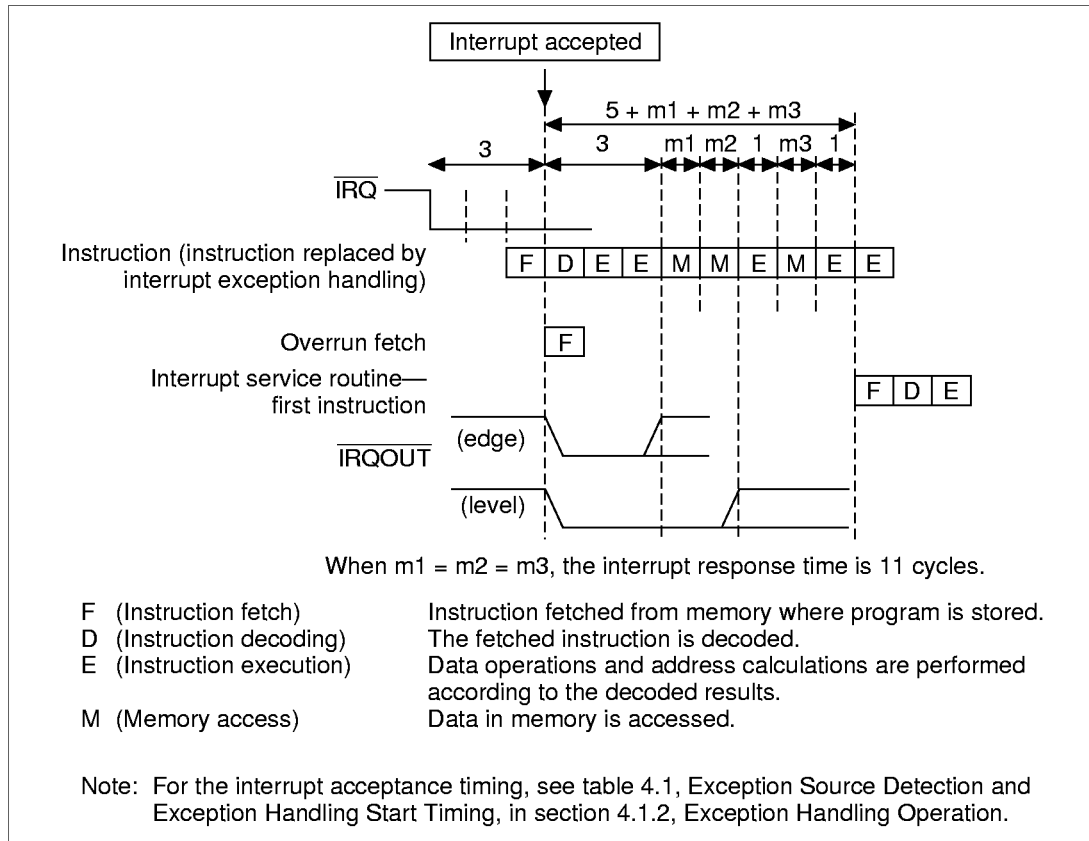 Interrupt accepted
5 + m1 + m2 + m3
3 3 m1 m2 1 m3 1
IRQ
Instruction (instruction replaced by
interrupt exception handling)
F D E E M M E M E E
Overrun fetch
F
Interrupt service routine—
first instruction
F D E
(edge)
IRQOUT
(level)
When m1 = m2 = m3, the interrupt response time is 11 cycles.
F (Instruction fetch) Instruction fetched from memory where program is stored.
D (Instruction decoding) The fetched instruction is decoded.
E (Instruction execution) Data operations and address calculations are performed
according to the decoded results.
M (Memory access) Data in memory is accessed.
Note: For the interrupt acceptance timing, see table 4.1, Exception Source Detection and
Exception Handling Start Timing, in section 4.1.2, Exception Handling Operation.